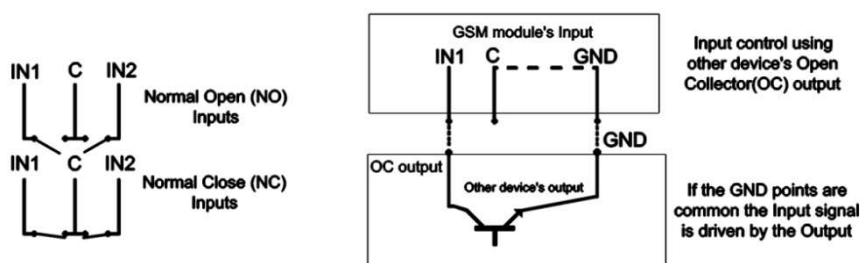 IN1 C IN2
Normal Open (NO)
Inputs
IN1 C IN2
Normal Close (NC)
Inputs
GSM module's Input
IN1 C GND
GND
OC output
Other device's output
Input control using
other device's Open
Collector(OC) output
If the GND points are
common the Input signal
is driven by the Output